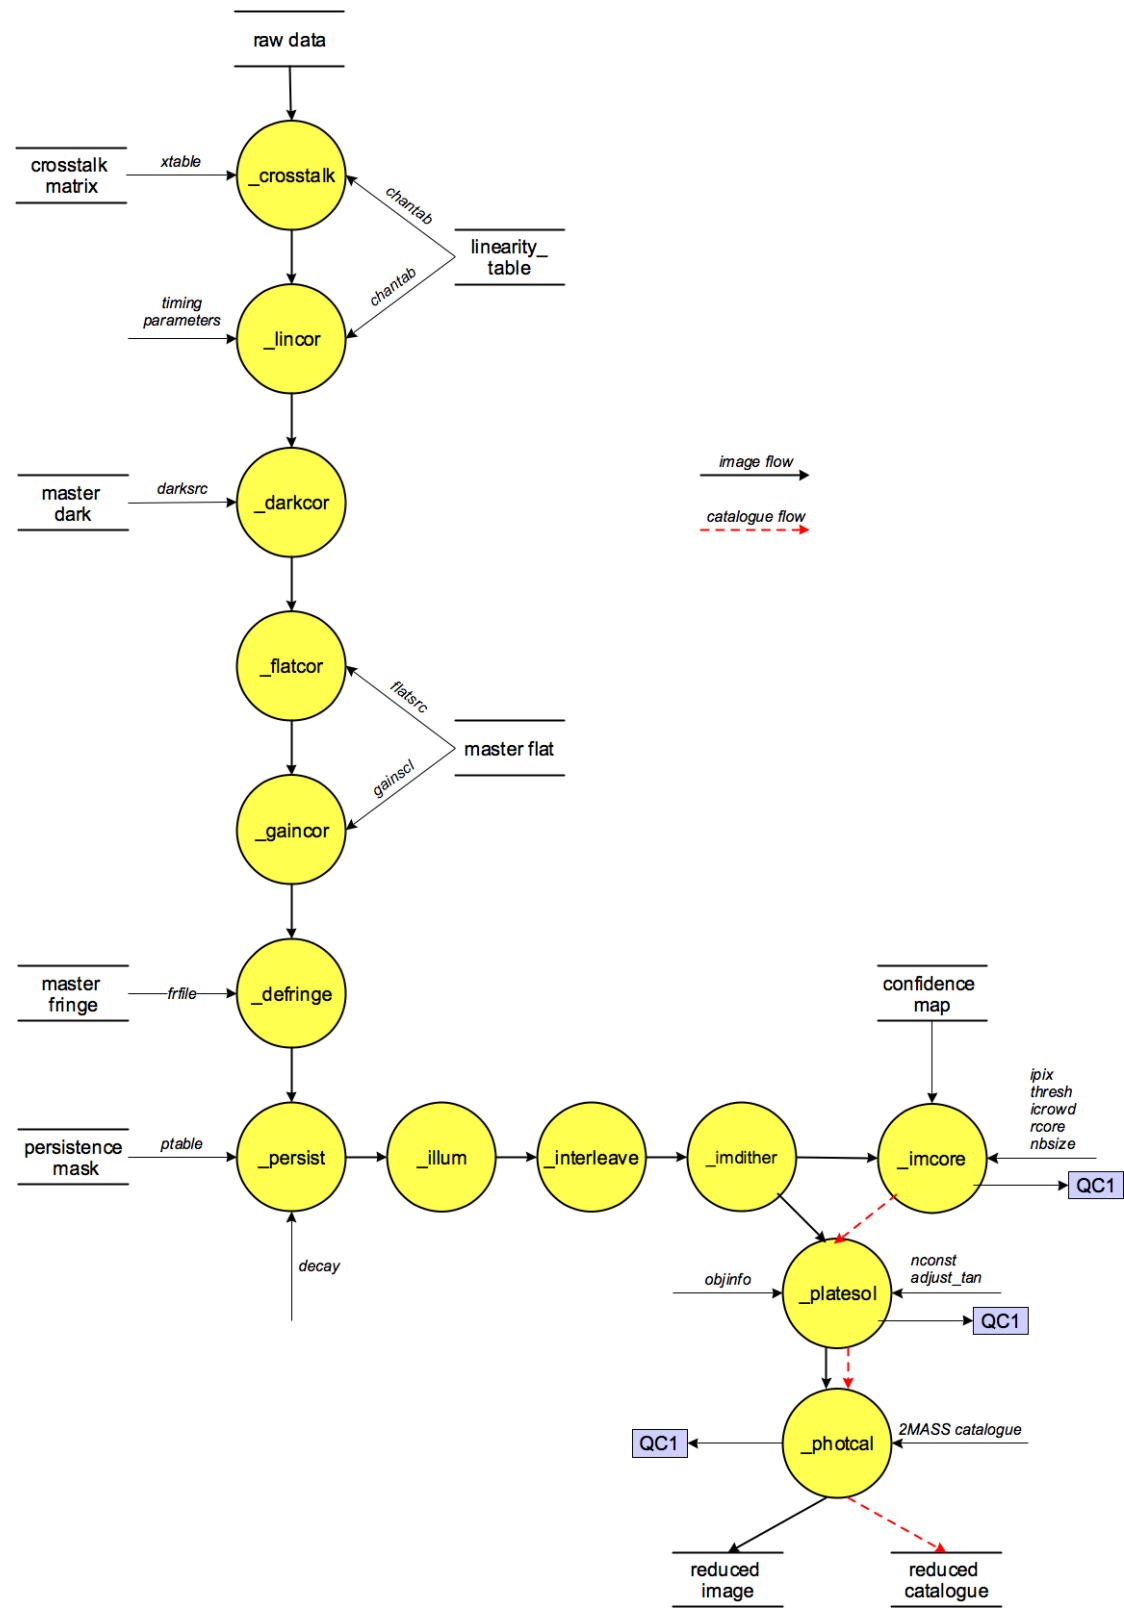 raw data
crosstalk
matrix
xtable
_crosstalk
chantab
linearity_
table
chantab
timing
parameters
_lincor
master
dark
darksrc
_darkcor
image flow
catalogue flow
_flatcor
flatsrc
master flat
gainscl
_gaincor
master
fringe
frfile
_defringe
confidence
map
persistence
mask
ptable
_persist
_illum
_interleave
_imdither
_imcore
ipix
thresh
icrowd
rcore
nbsize
QC1
decay
objinfo
_platesol
nconst
adjust_tan
QC1
QC1
_photcal
2MASS catalogue
reduced
image
reduced
catalogue